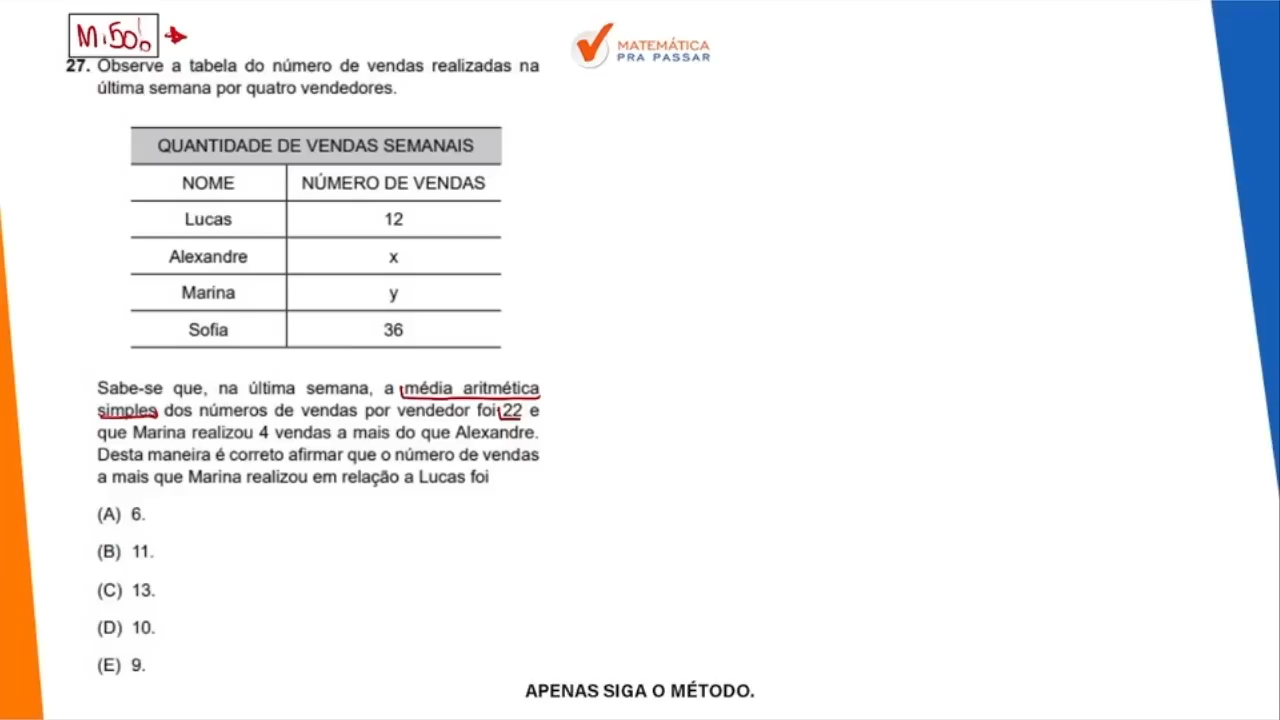 M.50%
MATEMÁTICA
PRA PASSAR
27. Observe a tabela do número de vendas realizadas na
última semana por quatro vendedores.
QUANTIDADE DE VENDAS SEMANAIS
NOME NÚMERO DE VENDAS
Lucas 12
Alexandre x
Marina y
Sofia 36
Sabe-se que, na última semana, a média aritmética
simples dos números de vendas por vendedor foi 22 e
que Marina realizou 4 vendas a mais do que Alexandre.
Desta maneira é correto afirmar que o número de vendas
a mais que Marina realizou em relação a Lucas foi
(A) 6.
(B) 11.
(C) 13.
(D) 10.
(E) 9.
APENAS SIGA O MÉTODO.